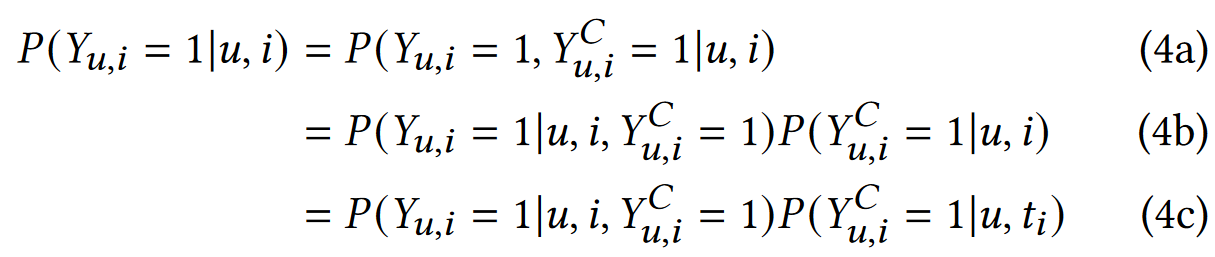 P(Y_{u,i} = 1|u, i) = P(Y_{u,i} = 1, Y^C_{u,i} = 1|u, i) (4a)
= P(Y_{u,i} = 1|u, i, Y^C_{u,i} = 1)P(Y^C_{u,i} = 1|u, i) (4b)
= P(Y_{u,i} = 1|u, i, Y^C_{u,i} = 1)P(Y^C_{u,i} = 1|u, t_i) (4c)